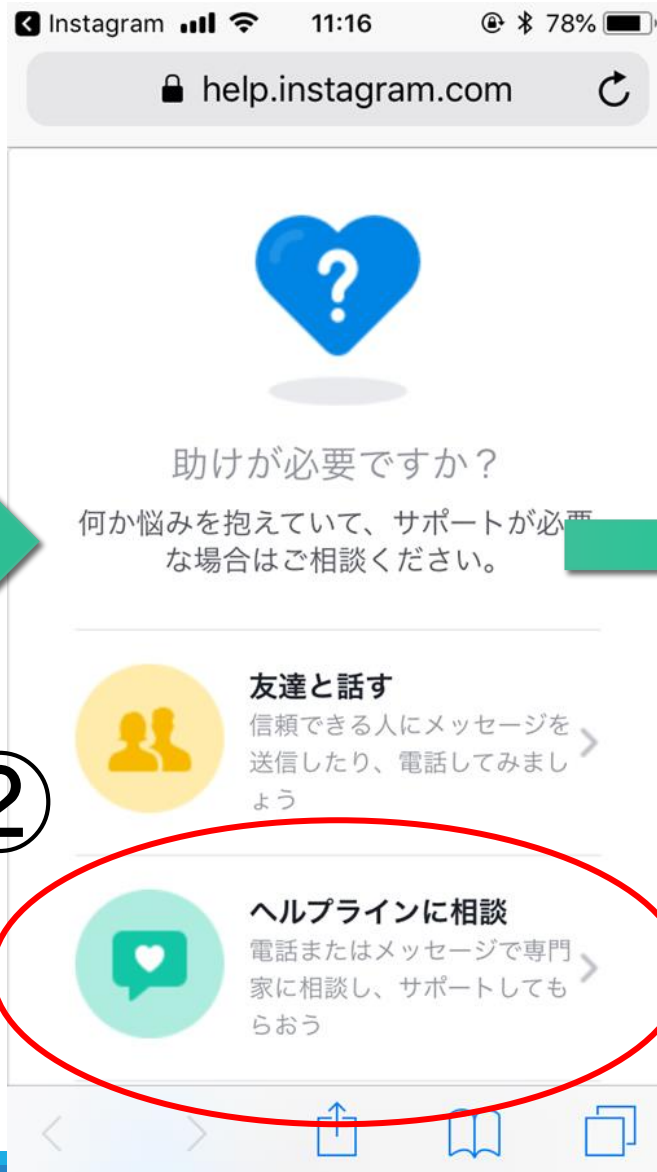 Instagram 11:16 78%
help.instagram.com
?
助けが必要ですか？
何か悩みを抱えていて、サポートが必要
な場合はご相談ください。
友達と話す
信頼できる人にメッセージを
送信したり、電話してみまし
ょう
②
ヘルプラインに相談
電話またはメッセージで専門
家に相談し、サポートしても
らおう